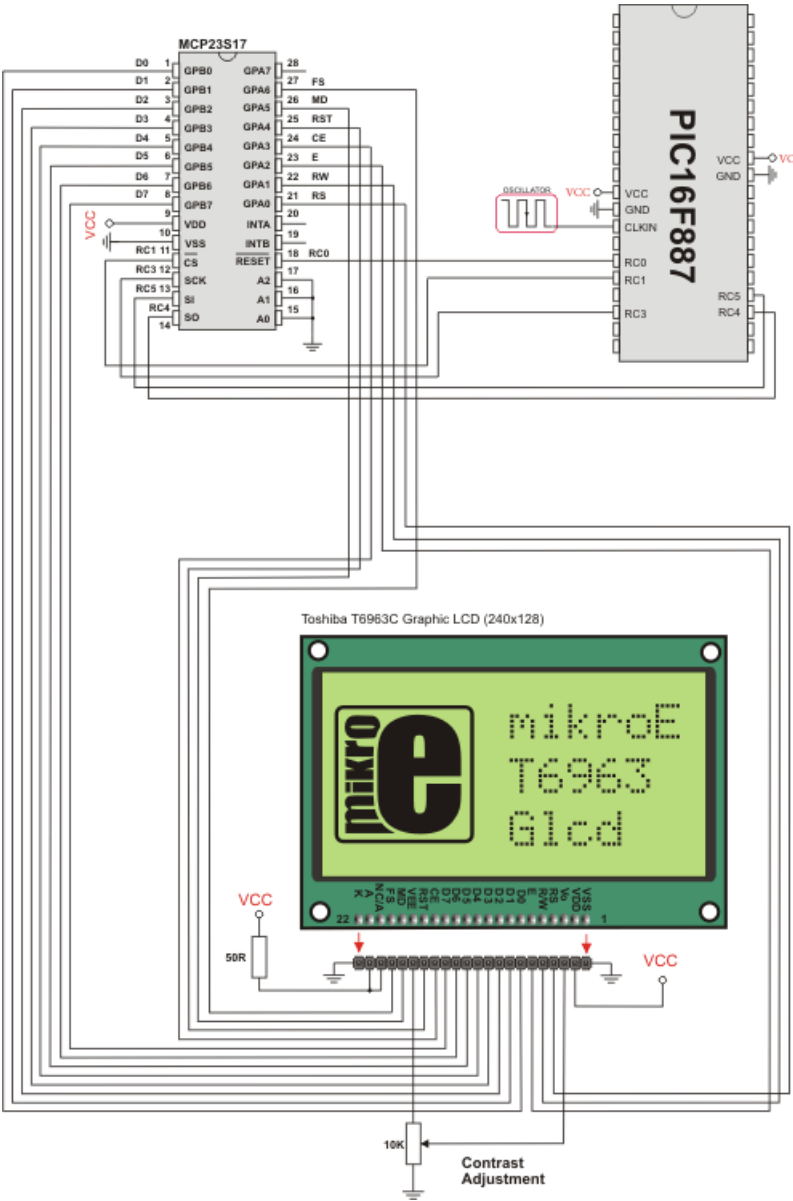 MCP23S17
D0 1 GPB0 GPA7 28
D1 2 GPB1 GPA6 27 FS
D2 3 GPB2 GPA5 26 MD
D3 4 GPB3 GPA4 25 RST
D4 5 GPB4 GPA3 24 CE
D5 6 GPB5 GPA2 23 E
D6 7 GPB6 GPA1 22 RW
D7 8 GPB7 GPA0 21 RS
VCC 9 VDD INTA 20
10 VSS INTB 19
RC1 11 CS RESET 18 RC0
RC3 12 SCK A2 17
RC5 13 SI A1 16
RC4 14 SO A0 15
PIC16F887
OSCILLATOR
VCC
VCC
GND
CLKIN
RC0
RC1
RC3
VCC VC
GND
RC5
RC4
Toshiba T6963C Graphic LCD (240x128)
mikro e
mikroE
T6963
Glcd
K A NC/A FS MD VEE RST CE D7 D6 D5 D4 D3 D2 D1 D0 E R/W RS Vo VDD VSS
22 1
VCC
50R
VCC
10K
Contrast
Adjustment